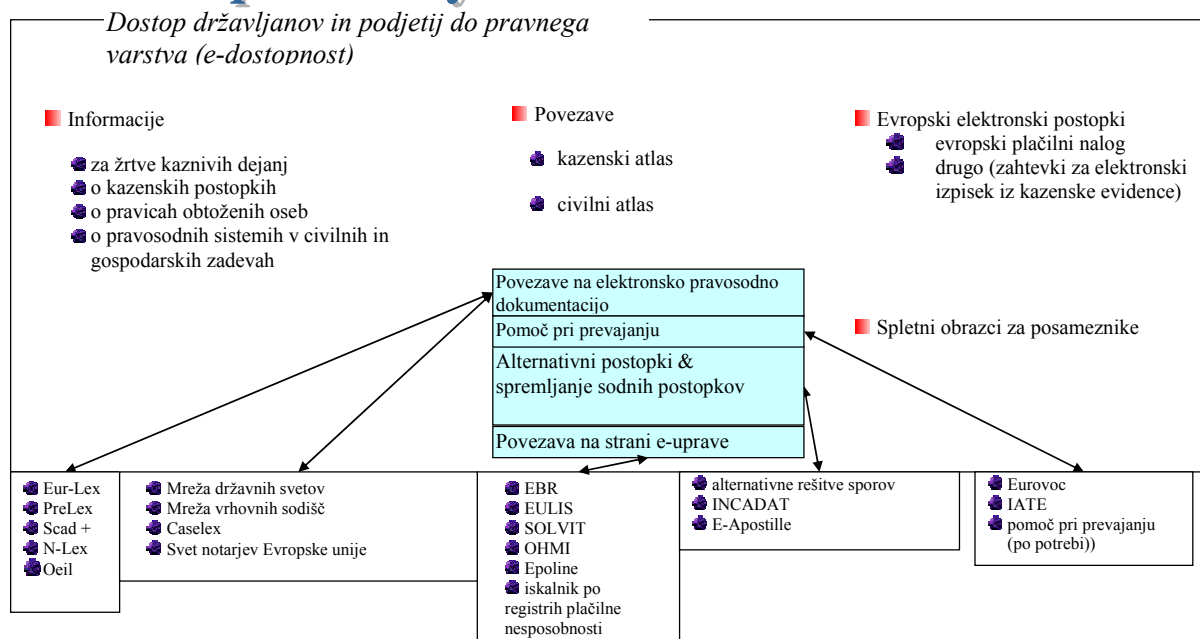 Dostop državljanov in podjetij do pravnega
varstva (e-dostopnost)
Informacije
za žrtve kaznivih dejanj
o kazenskih postopkih
o pravicah obtoženih oseb
o pravosodnih sistemih v civilnih in
gospodarskih zadevah
Povezave
kazenski atlas
civilni atlas
Evropski elektronski postopki
evropski plačilni nalog
drugo (zahtevki za elektronski
izpisek iz kazenske evidence)
Spletni obrazci za posameznike
Povezave na elektronsko pravosodno
dokumentacijo
Pomoč pri prevajanju
Alternativni postopki &
spremljanje sodnih postopkov
Povezava na strani e-uprave
Eur-Lex
PreLex
Scad +
N-Lex
Oeil
Mreža državnih svetov
Mreža vrhovnih sodišč
Caselex
Svet notarjev Evropske unije
EBR
EULIS
SOLVIT
OHMI
Epoline
iskalnik po
registrih plačilne
nesposobnosti
alternativne rešitve sporov
INCADAT
E-Apostille
Eurovoc
IATE
pomoč pri prevajanju
(po potrebi))